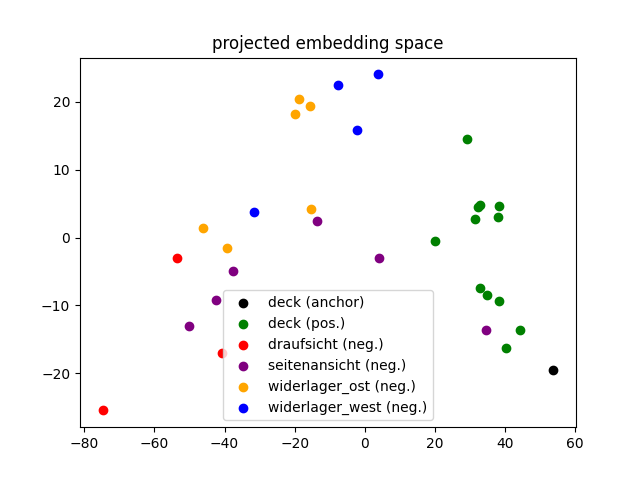 projected embedding space
20
10
0
−10
−20
deck (anchor)
deck (pos.)
draufsicht (neg.)
seitenansicht (neg.)
widerlager_ost (neg.)
widerlager_west (neg.)
−80 −60 −40 −20 0 20 40 60